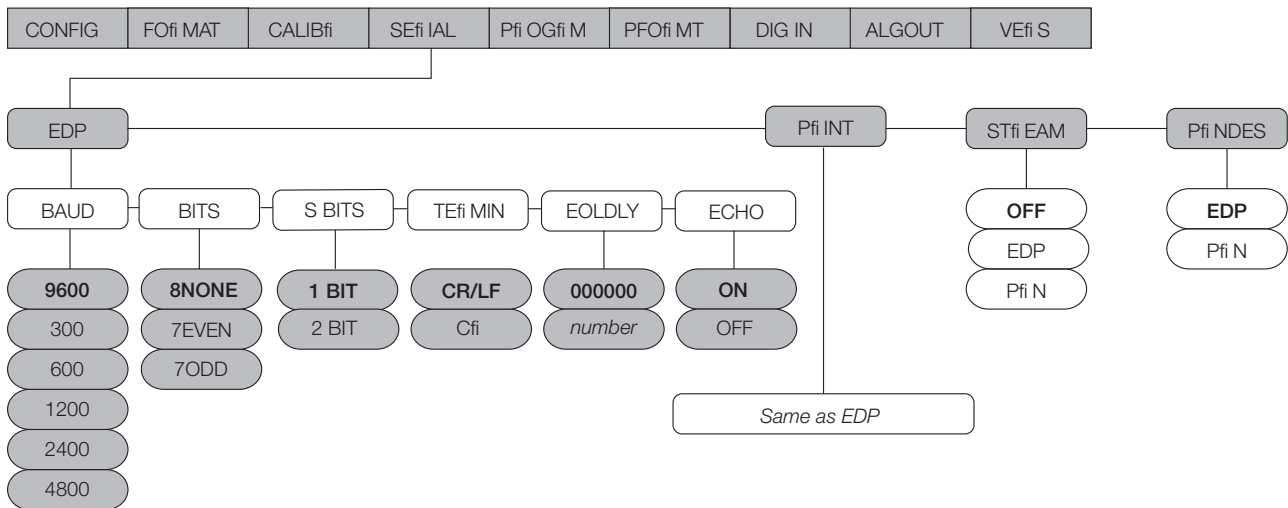 CONFIG FOfi MAT CALIBfi SEfi IAL Pfi OGfi M PFOfi MT DIG IN ALGOUT VEfi S
EDP Pfi INT STfi EAM Pfi NDES
BAUD BITS S BITS TEfi MIN EOLDLY ECHO OFF EDP
9600 8NONE 1 BIT CR/LF 000000 ON EDP Pfi N
300 7EVEN 2 BIT Cfi number OFF Pfi N
600 7ODD
1200
2400
4800
Same as EDP